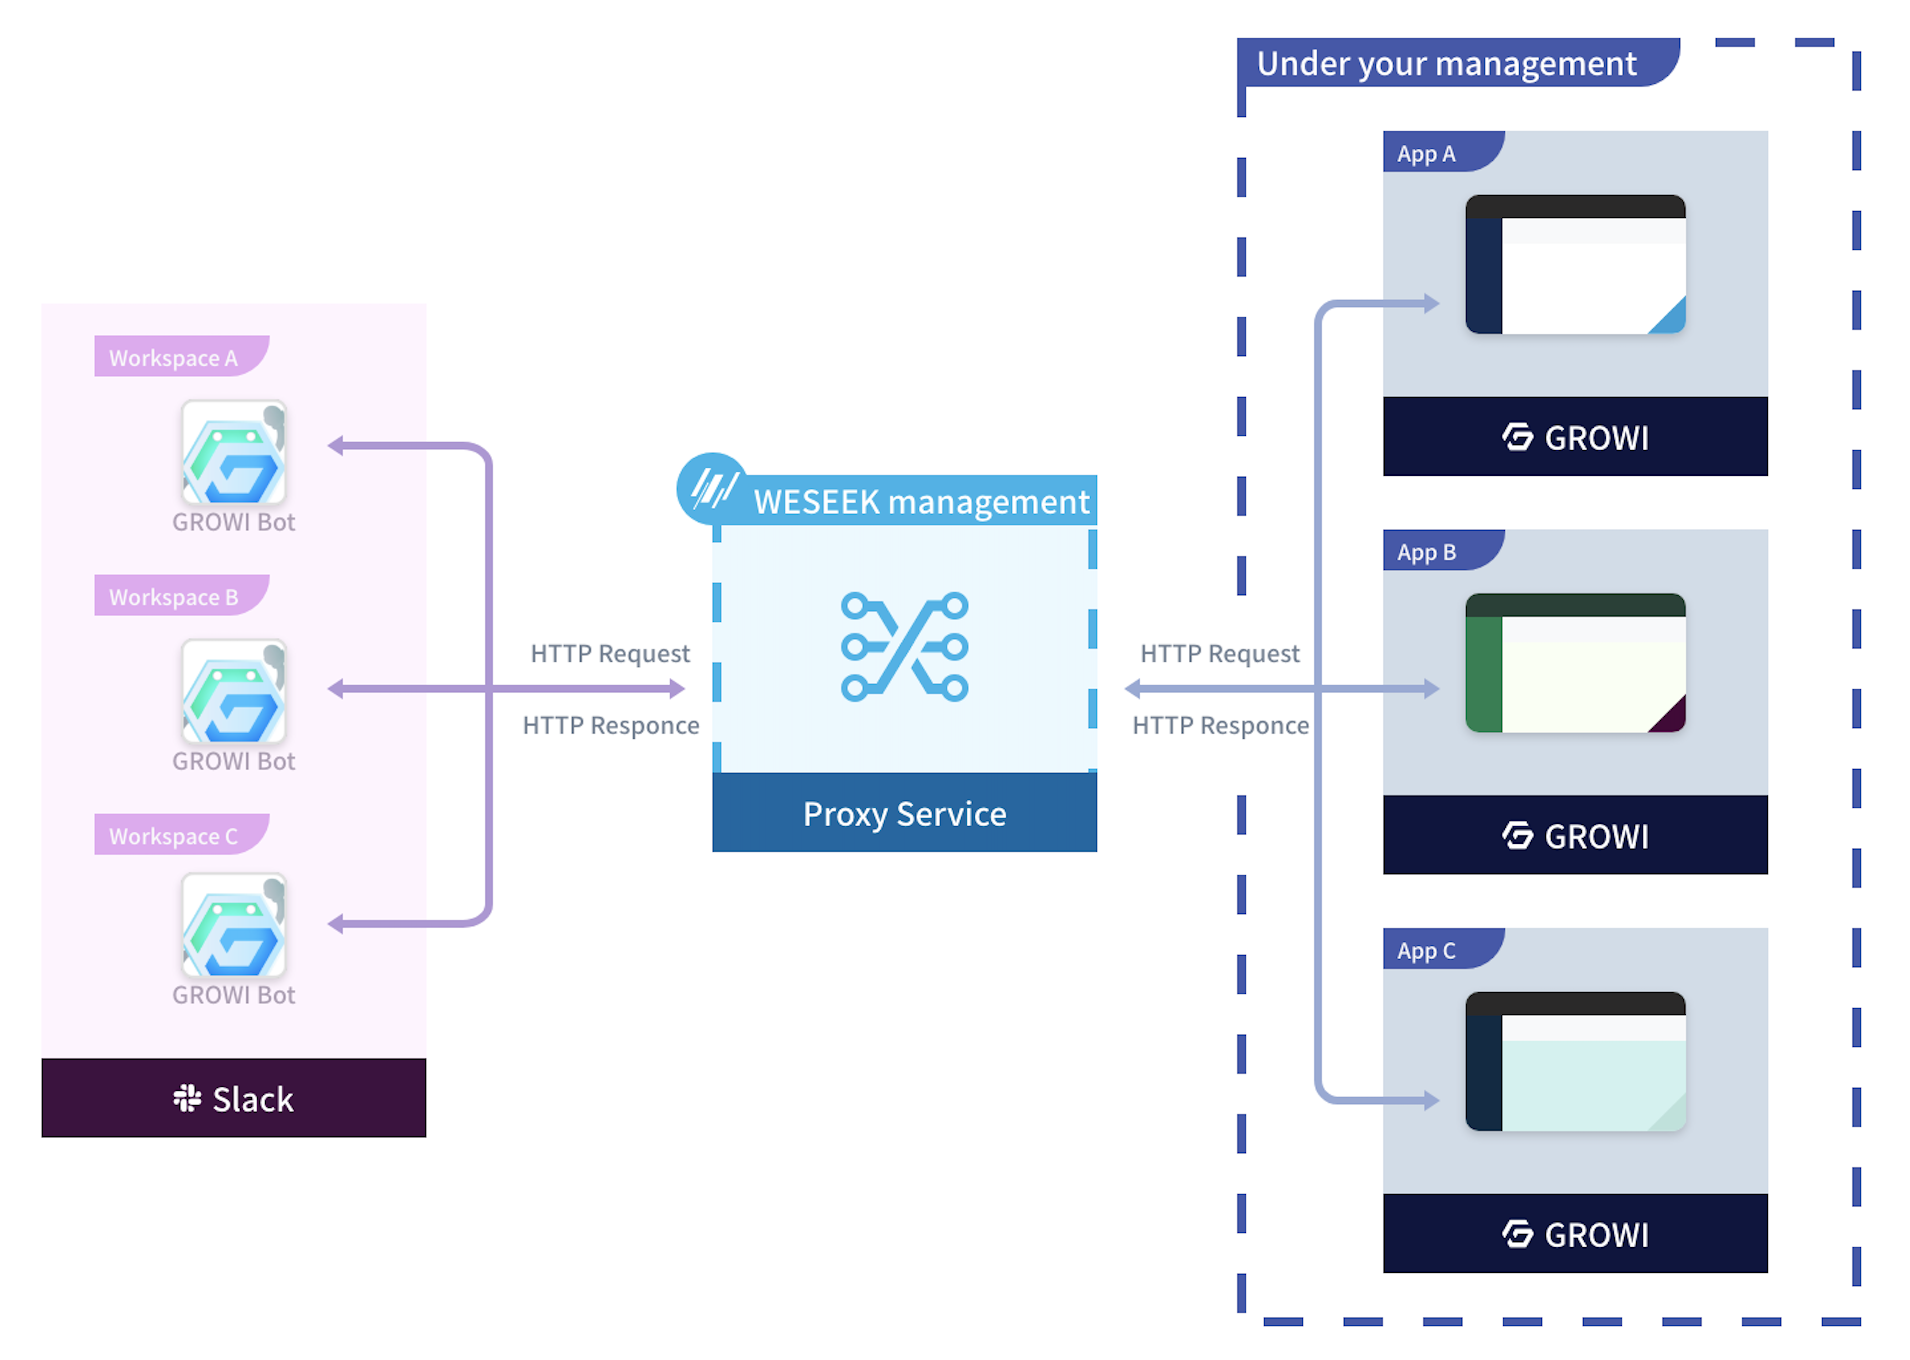 Under your management
App A
GROWI
Workspace A
GROWI Bot
Workspace B
GROWI Bot
Workspace C
GROWI Bot
Slack
HTTP Request
HTTP Responce
WESEEK management
Proxy Service
HTTP Request
HTTP Responce
App B
GROWI
App C
GROWI